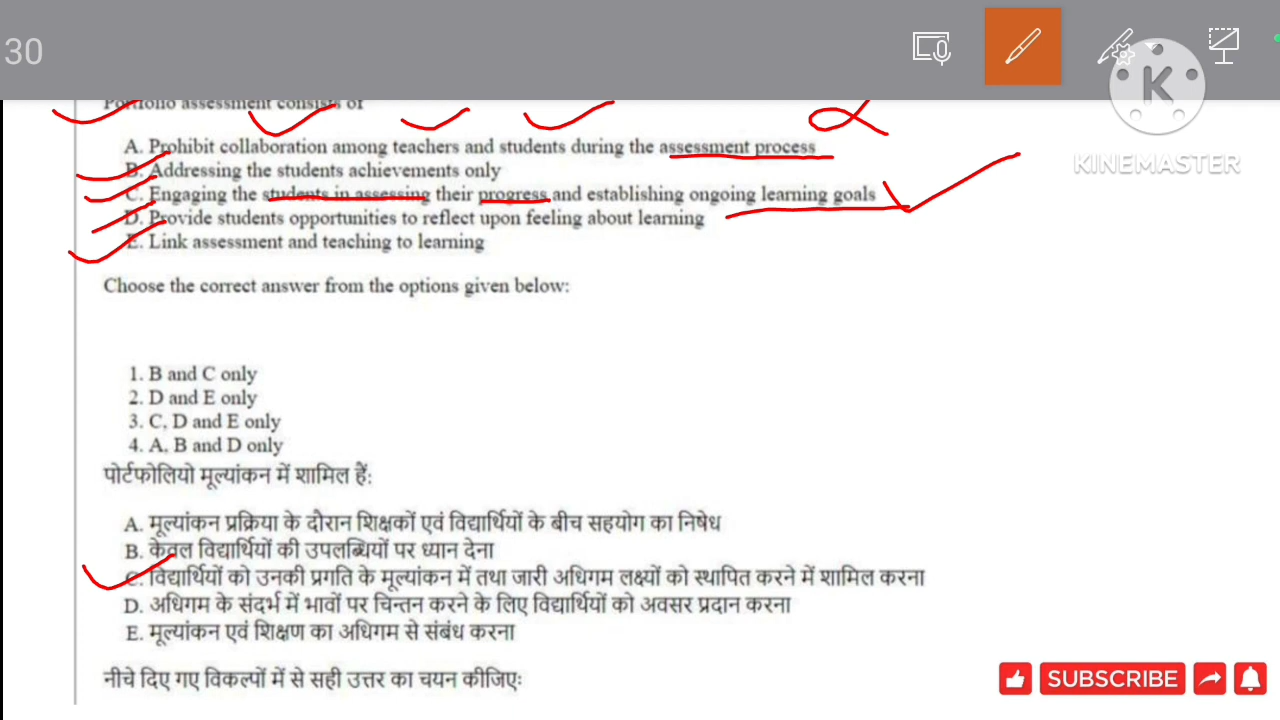 30
KINEMASTER
Portfolio assessment consists of
A. Prohibit collaboration among teachers and students during the assessment process
B. Addressing the students achievements only
C. Engaging the students in assessing their progress and establishing ongoing learning goals
D. Provide students opportunities to reflect upon feeling about learning
E. Link assessment and teaching to learning
Choose the correct answer from the options given below:
1. B and C only
2. D and E only
3. C, D and E only
4. A, B and D only
पोर्टफोलियो मूल्यांकन में शामिल हैं:
A. मूल्यांकन प्रक्रिया के दौरान शिक्षकों एवं विद्यार्थियों के बीच सहयोग का निषेध
B. केवल विद्यार्थियों की उपलब्धियों पर ध्यान देना
C. विद्यार्थियों को उनकी प्रगति के मूल्यांकन में तथा जारी अधिगम लक्ष्यों को स्थापित करने में शामिल करना
D. अधिगम के संदर्भ में भावों पर चिन्तन करने के लिए विद्यार्थियों को अवसर प्रदान करना
E. मूल्यांकन एवं शिक्षण का अधिगम से संबंध करना
नीचे दिए गए विकल्पों में से सही उत्तर का चयन कीजिए:
SUBSCRIBE